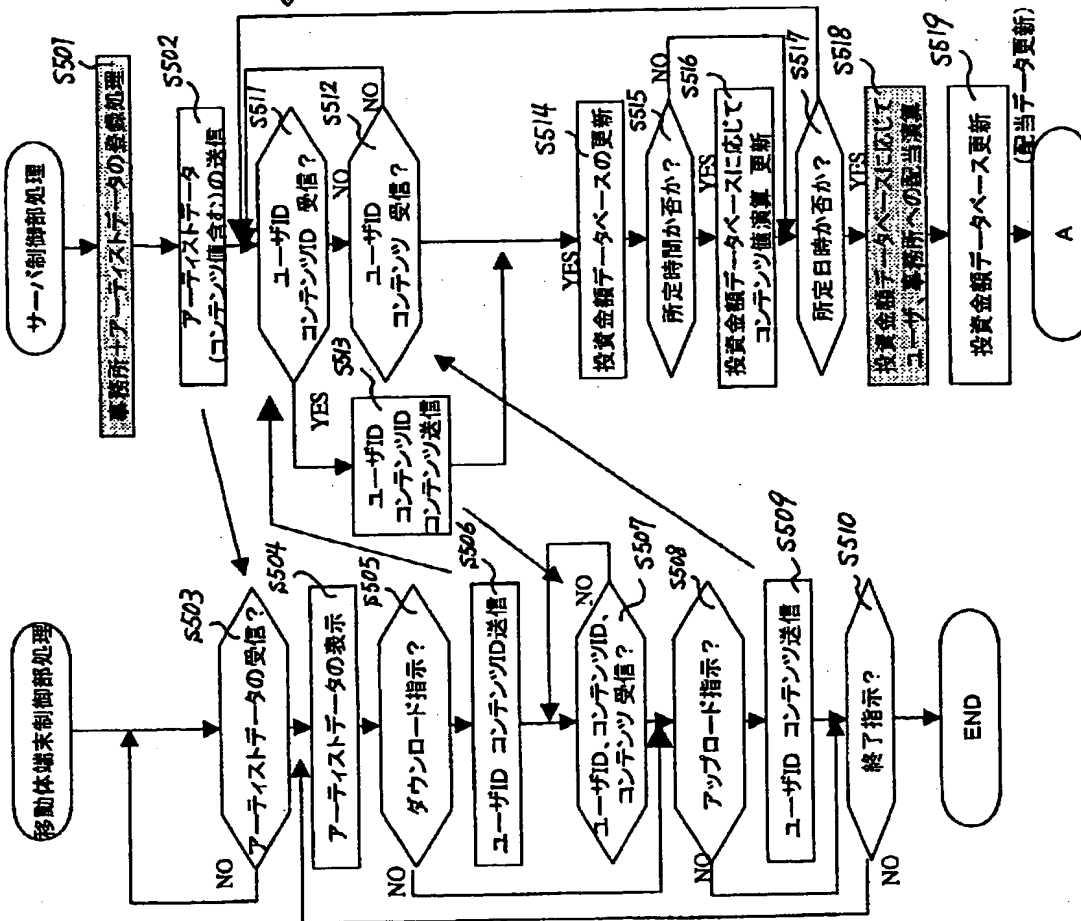 移動体端末制御部処理
S503
アーティストデータの受信?
NO
S504
アーティストデータの表示
S505
ダウンロード指示?
NO
S506
ユーザID コンテンツID送信
NO
S507
ユーザID、コンテンツID、
コンテンツ 受信?
S508
アップロード指示?
NO
S509
ユーザID コンテンツ送信
S510
終了指示?
NO
END
サーバ制御部処理
S501
事務所+アーティストデータの登録処理
S502
アーティストデータ
(コンテンツ値含む)の送信
S511
ユーザID
コンテンツID 受信?
YES
NO
S512
ユーザID
コンテンツ 受信?
NO
S513
ユーザID
コンテンツID
コンテンツ送信
YES
S514
投資金額データベースの更新
S515
所定時間か否か?
NO
YES
S516
投資金額データベースに応じて
コンテンツ値演算 更新
S517
所定日時か否か?
YES
S518
投資金額データベースに応じて
ユーザ、事務所への配当演算
S519
投資金額データベース更新
(配当データ更新)
A